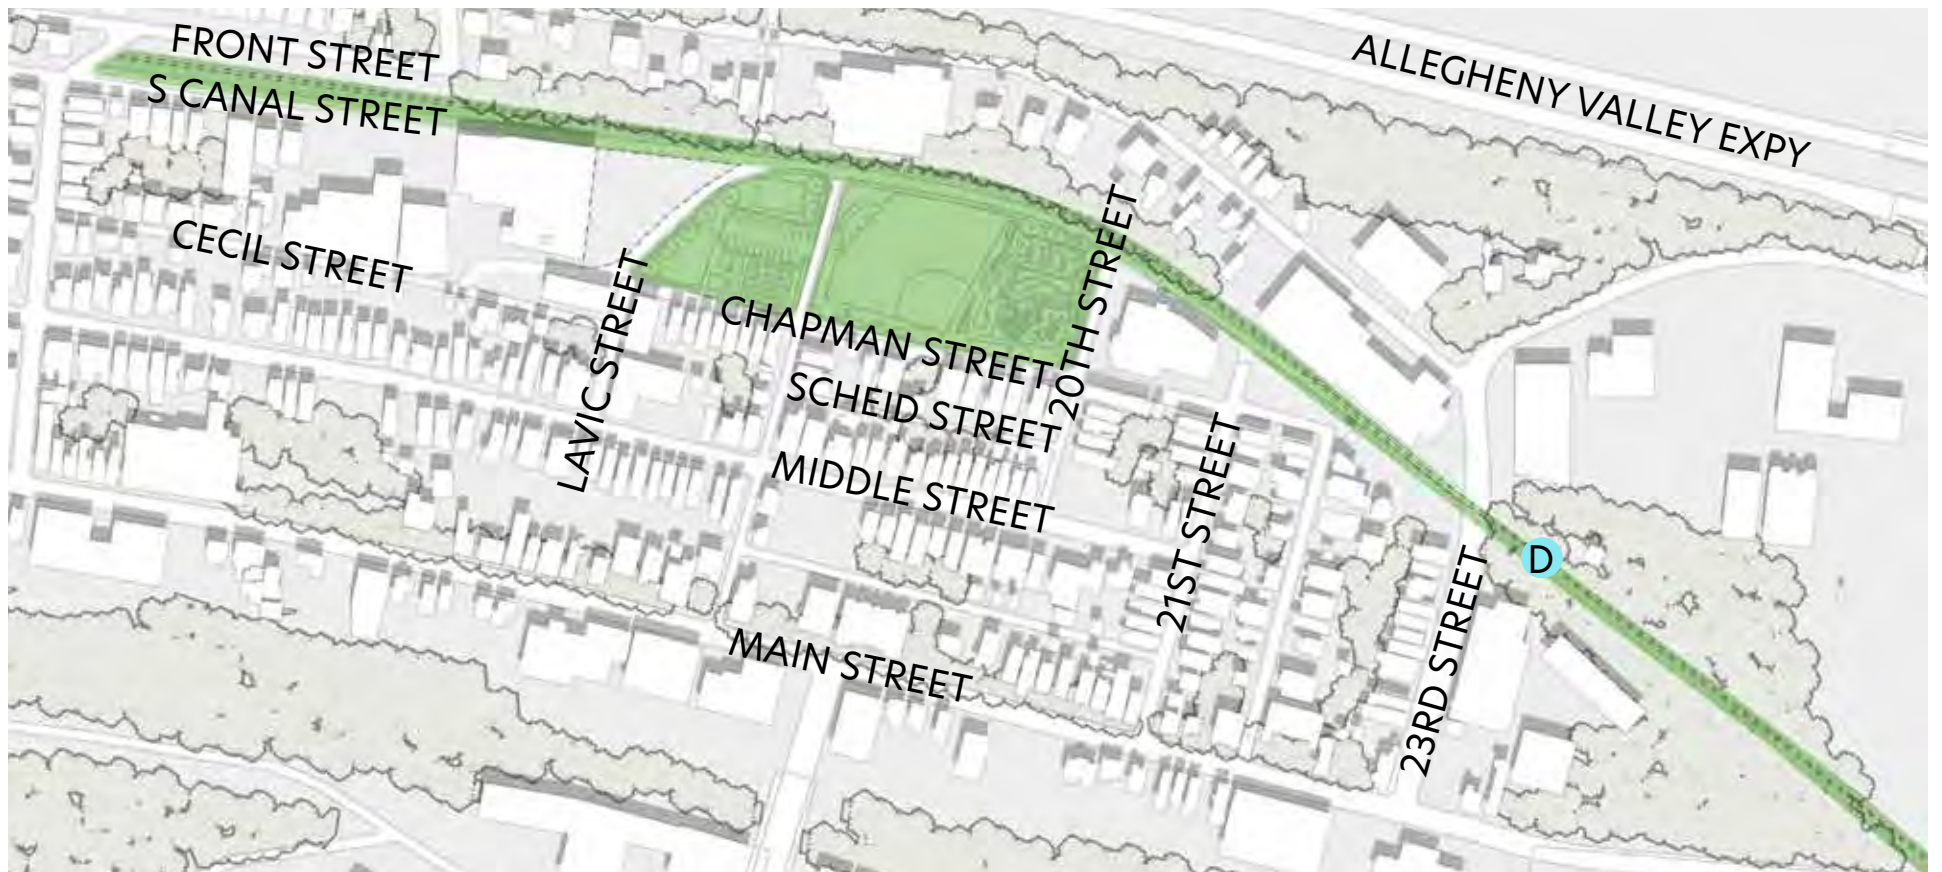 FRONT STREET
S CANAL STREET
ALLEGHENY VALLEY EXPY
CECIL STREET
LAVIC STREET
CHAPMAN STREET
20TH STREET
SCHEID STREET
MIDDLE STREET
21ST STREET
D
23RD STREET
MAIN STREET